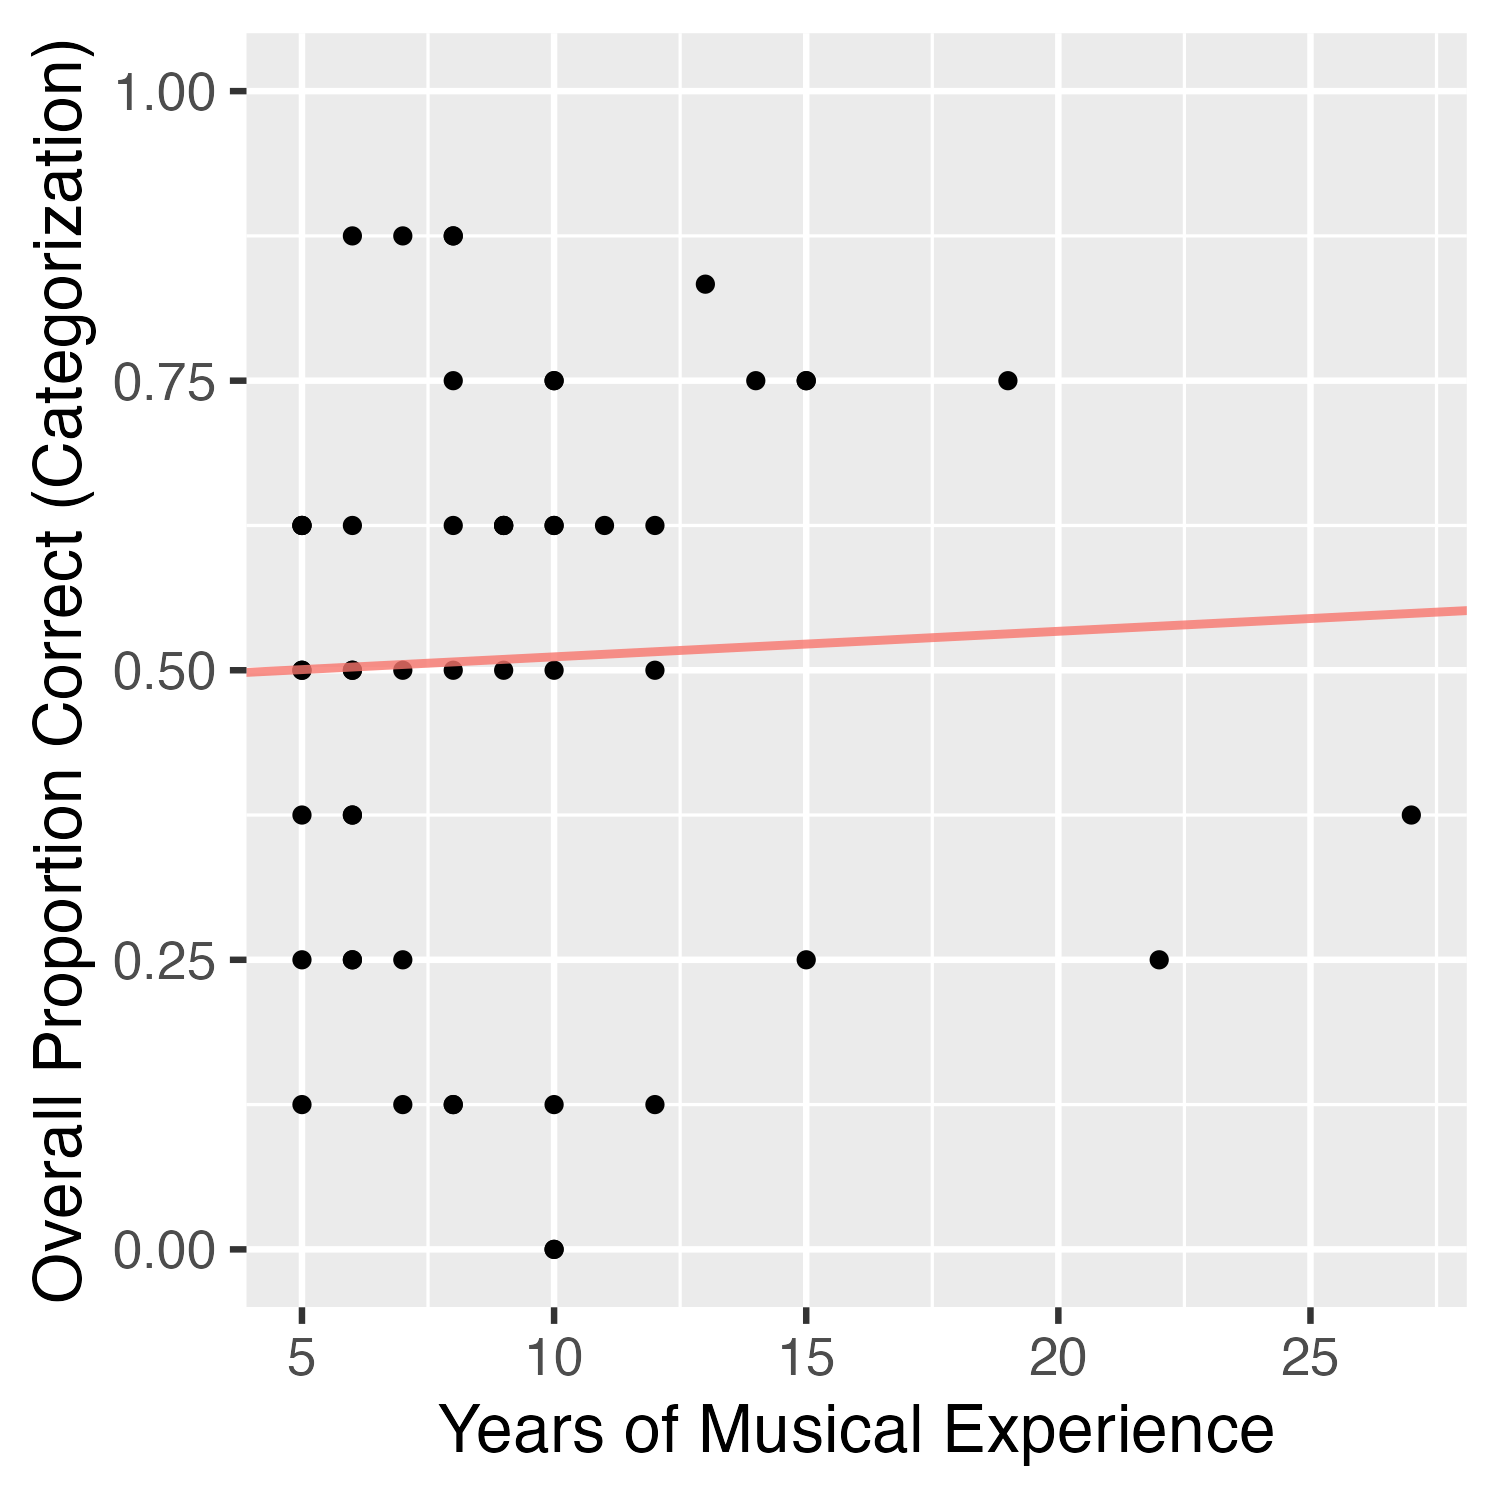 Overall Proportion Correct (Categorization)
1.00
0.75
0.50
0.25
0.00
5 10 15 20 25
Years of Musical Experience